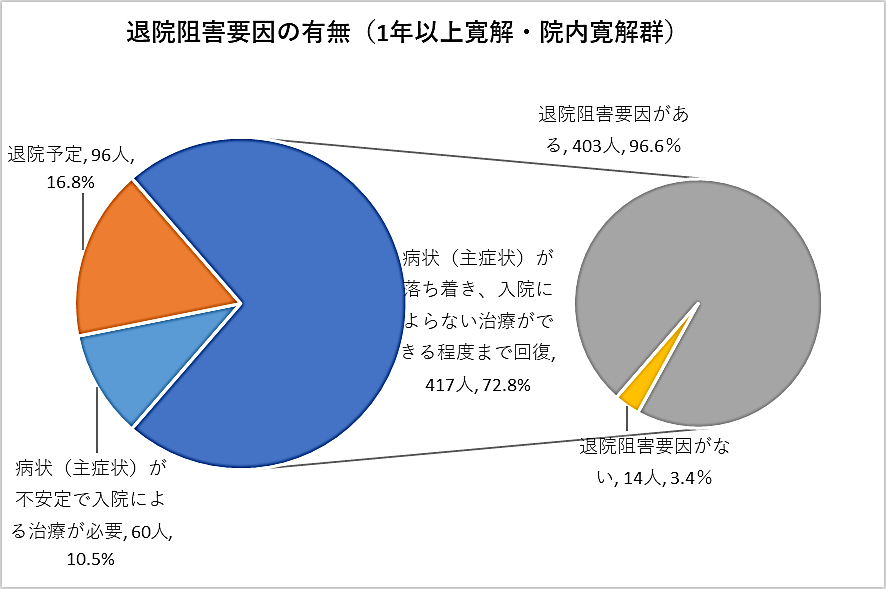 退院阻害要因の有無（1年以上寛解・院内寛解群）
退院予定, 96人,
16.8%
病状（主症状）が
不安定で入院によ
る治療が必要, 60人,
10.5%
病状（主症状）が
落ち着き、入院に
よらない治療がで
きる程度まで回復,
417人, 72.8%
退院阻害要因があ
る, 403人, 96.6%
退院阻害要因がな
い, 14人, 3.4%